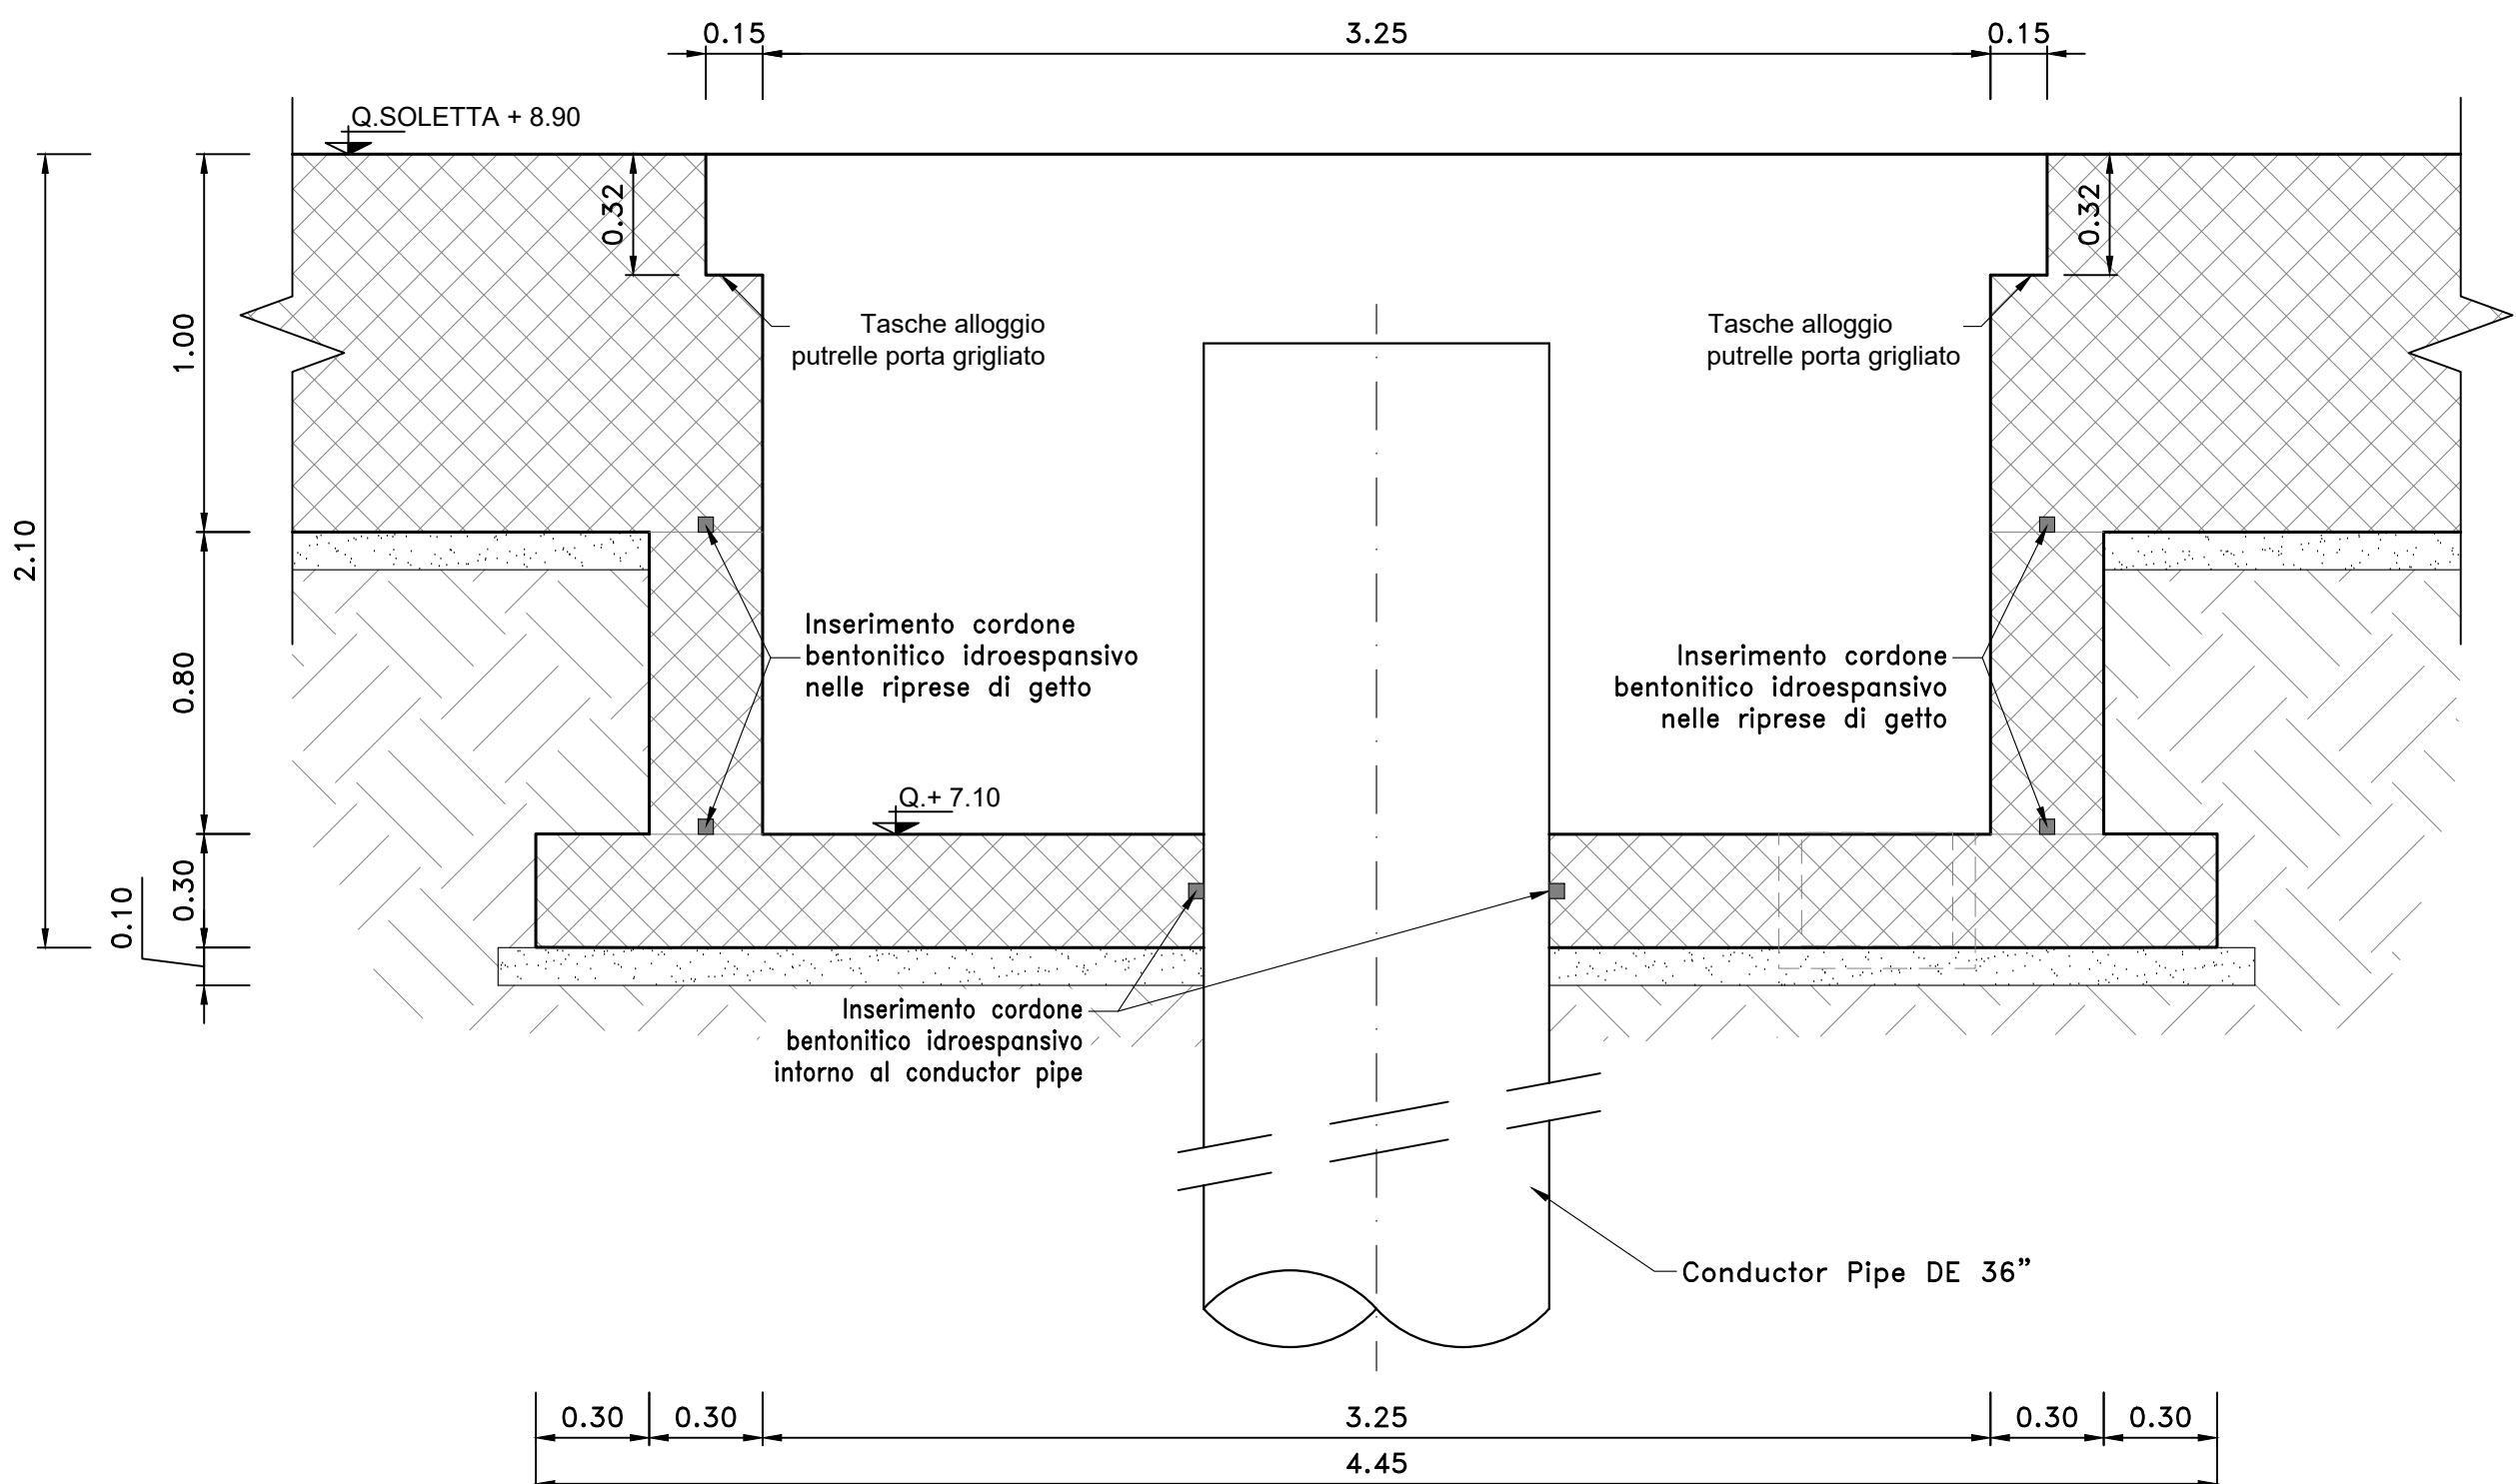 0.15
3.25
0.15
Q.SOLETTA + 8.90
0.32
0.32
1.00
2.10
Tasche alloggio
putrelle porta grigliato
Tasche alloggio
putrelle porta grigliato
Inserimento cordone
bentonitico idroespansivo
nelle riprese di getto
Inserimento cordone
bentonitico idroespansivo
nelle riprese di getto
0.80
Q.+ 7.10
0.30
0.10
Inserimento cordone
bentonitico idroespansivo
intorno al conductor pipe
Conductor Pipe DE 36”
0.30
0.30
3.25
0.30
0.30
4.45